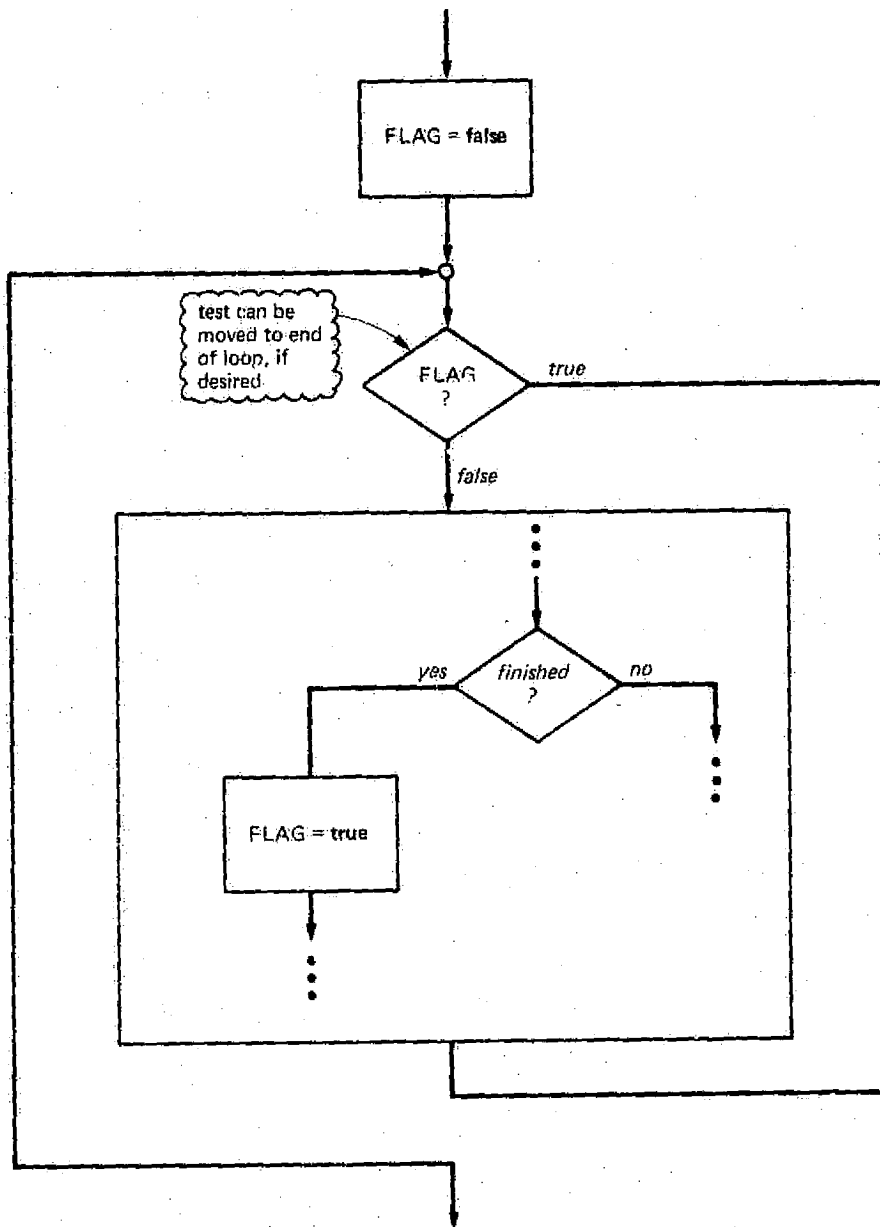 FLAG = false
test can be
moved to end
of loop, if
desired
FLAG
?
true
false
yes
finished
?
no
FLAG = true